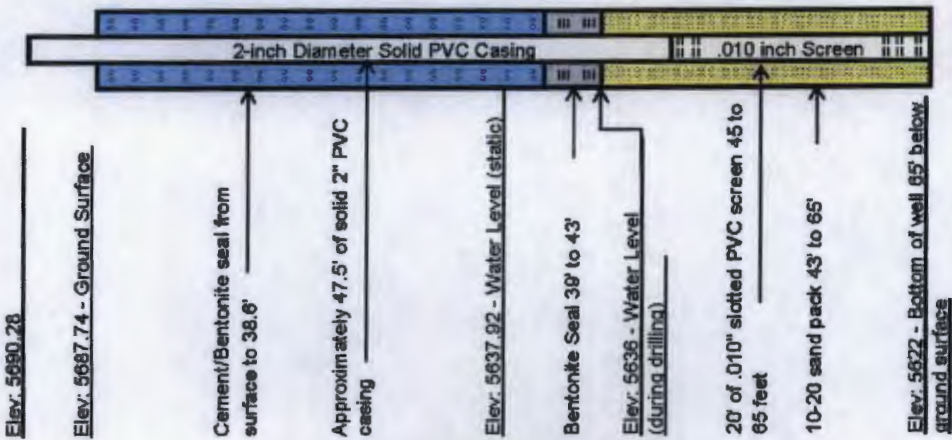 2-inch Diameter Solid PVC Casing
.010 inch Screen
Elev: 5690.28
Elev: 5687.74 - Ground Surface
Cement/Bentonite seal from
surface to 38.6'
Approximately 47.5' of solid 2" PVC
casing
Elev: 5637.92 - Water Level (static)
Bentonite Seal 39' to 43'
Elev: 5636 - Water Level
(during drilling)
20' of .010" slotted PVC screen 45 to
65 feet
10-20 sand pack 43' to 65'
Elev: 5622 - Bottom of well 65' below
ground surface